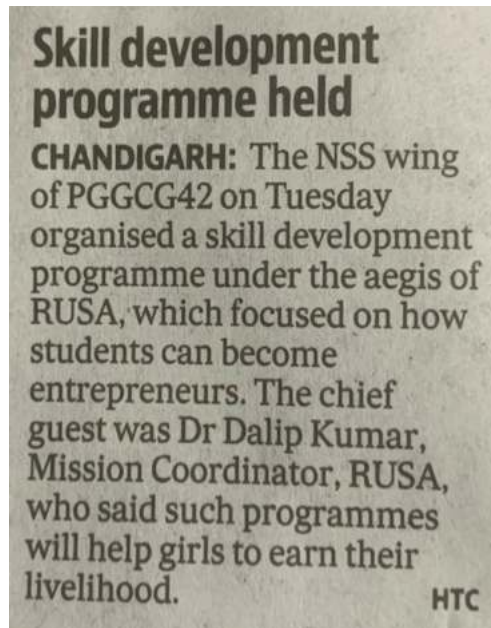 Skill development
programme held
CHANDIGARH: The NSS wing
of PGGCG42 on Tuesday
organised a skill development
programme under the aegis of
RUSA, which focused on how
students can become
entrepreneurs. The chief
guest was Dr Dalip Kumar,
Mission Coordinator, RUSA,
who said such programmes
will help girls to earn their
livelihood. HTC